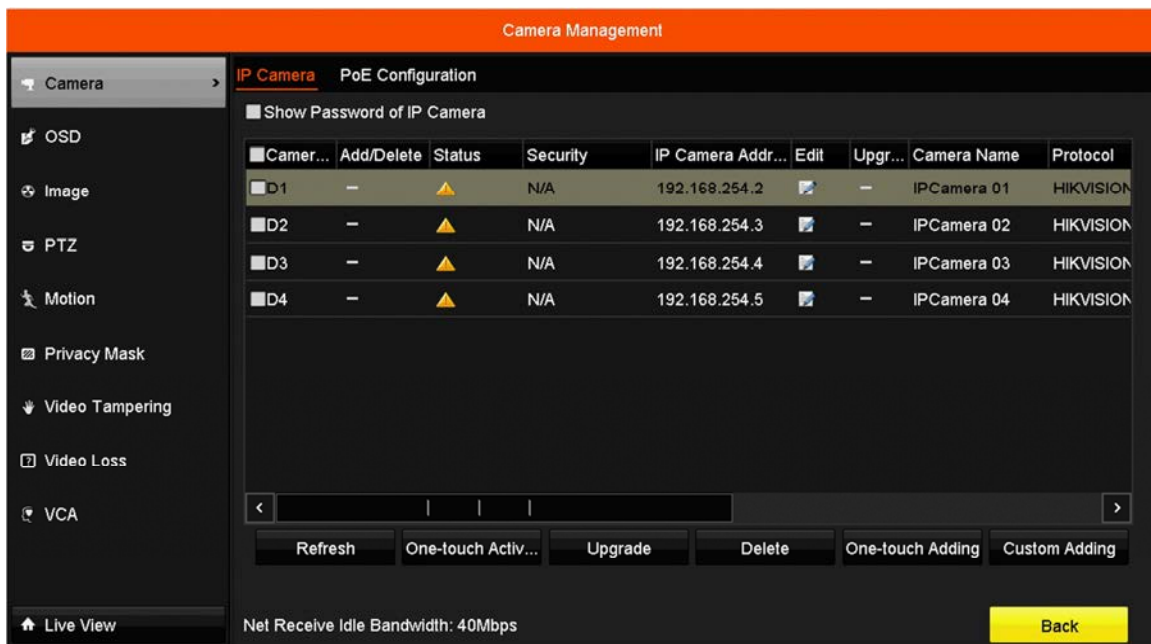 Camera Management
Camera
OSD
Image
PTZ
Motion
Privacy Mask
Video Tampering
Video Loss
VCA
Live View
IP Camera PoE Configuration
Show Password of IP Camera
Camer... Add/Delete Status Security IP Camera Addr... Edit Upgr... Camera Name Protocol
D1 – N/A 192.168.254.2 – IPCamera 01 HIKVISION
D2 – N/A 192.168.254.3 – IPCamera 02 HIKVISION
D3 – N/A 192.168.254.4 – IPCamera 03 HIKVISION
D4 – N/A 192.168.254.5 – IPCamera 04 HIKVISION
Refresh One-touch Activ... Upgrade Delete One-touch Adding Custom Adding
Net Receive Idle Bandwidth: 40Mbps
Back